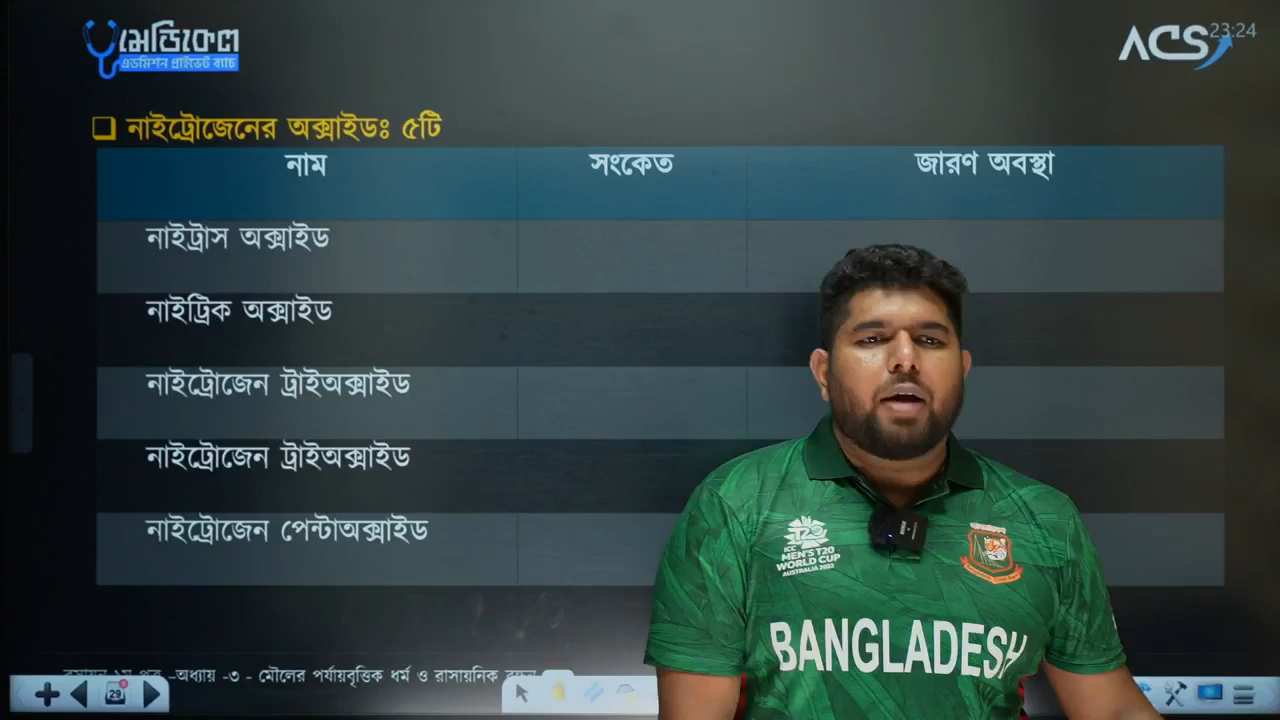 মেডিকেল
এডমিশন প্রাইভেট ব্যাচ
ACS
23:24
❑ নাইট্রোজেনের অক্সাইডঃ ৫টি
নাম সংকেত জারণ অবস্থা
নাইট্রাস অক্সাইড
নাইট্রিক অক্সাইড
নাইট্রোজেন ট্রাইঅক্সাইড
নাইট্রোজেন ট্রাইঅক্সাইড
নাইট্রোজেন পেন্টাঅক্সাইড
ICC
MEN'S T20
WORLD CUP
AUSTRALIA 2022
BANGLADESH
-অধ্যায় -৩ - মৌলের পর্যায়বৃত্তিক ধর্ম ও রাসায়নিক
29